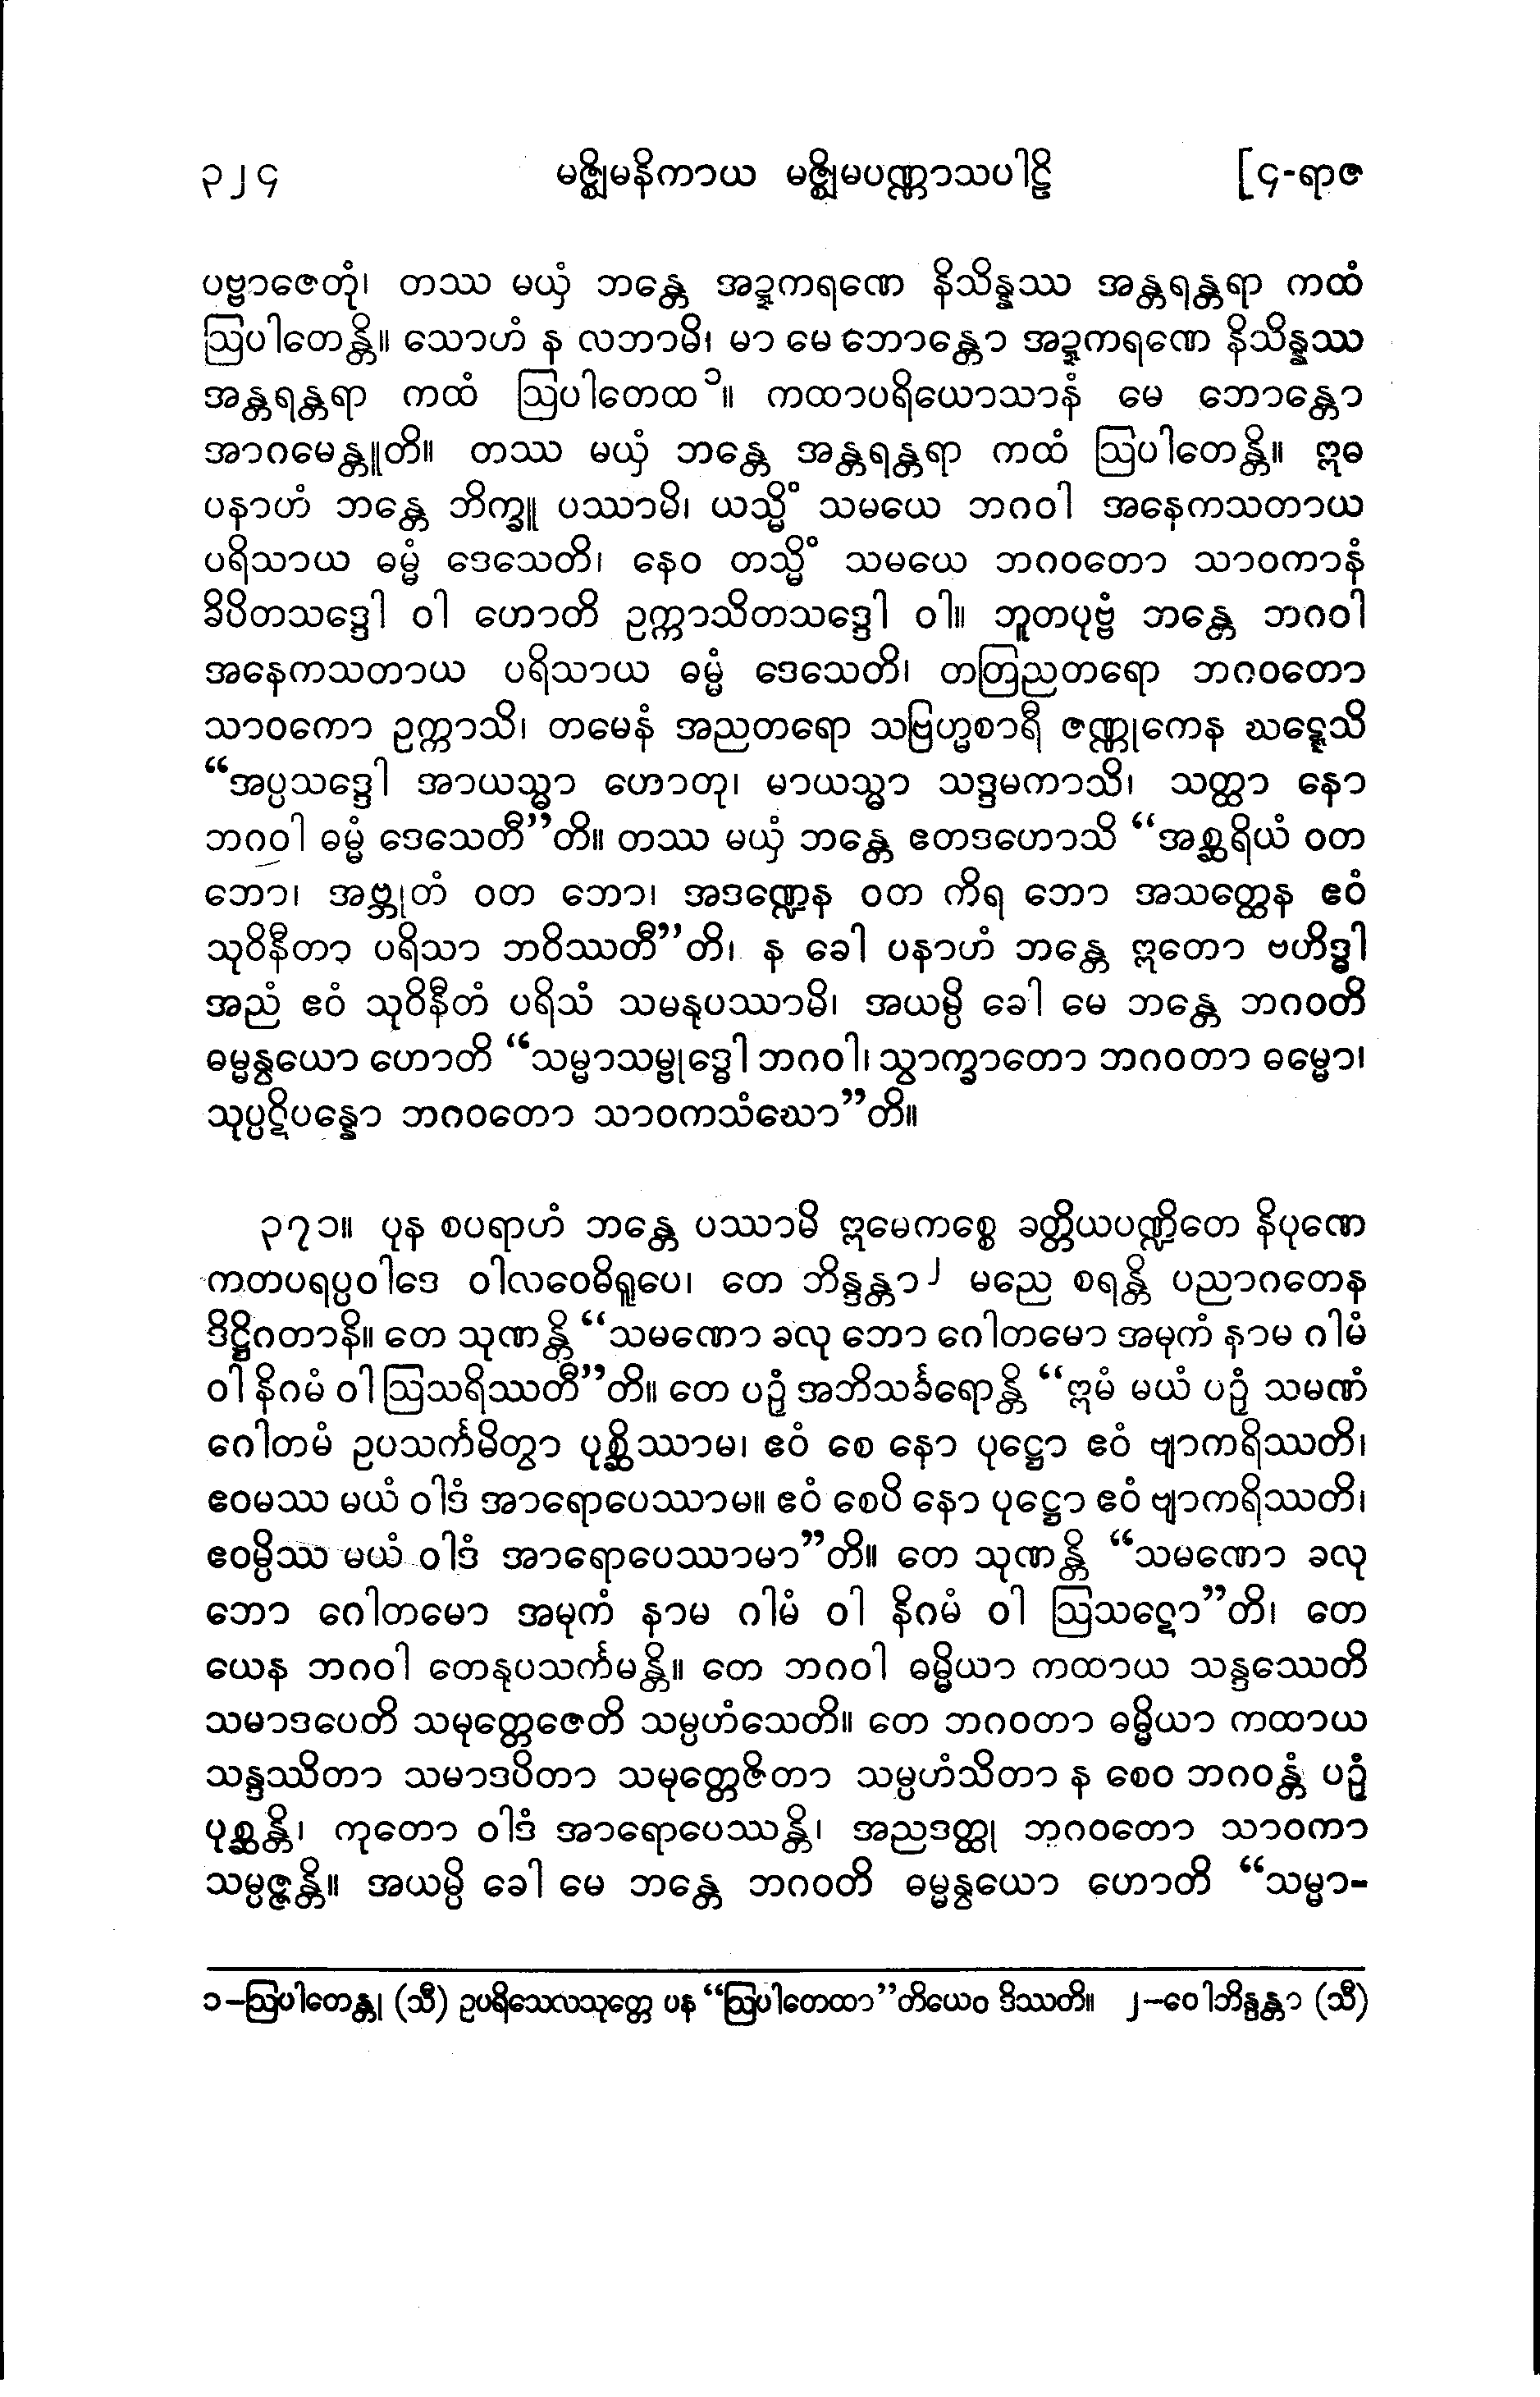 ၃၂၄ မဇ္ဈိမနိကာယ မဇ္ဈိမပဏ္ဏာသပါဠိ [၄-ရာဇ
ပဗ္ဗာဇေတုံ၊ တဿ မယှံ ဘန္တေ အဍ္ဍကရဏေ နိသိန္နဿ အန္တရန္တရာ ကထံ
ဩပါတေန္တိ။ သောဟံ န လဘာမိ၊ မာ မေ ဘောန္တော အဍ္ဍကရဏေ နိသိန္နဿ
အန္တရန္တရာ ကထံ ဩပါတေထ၁။ ကထာပရိယောသာနံ မေ ဘောန္တော
အာဂမေန္တူတိ။ တဿ မယှံ ဘန္တေ အန္တရန္တရာ ကထံ ဩပါတေန္တိ။ ဣဓ
ပနာဟံ ဘန္တေ ဘိက္ခူ ပဿာမိ၊ ယသ္မိံ သမယေ ဘဂဝါ အနေကသတာယ
ပရိသာယ ဓမ္မံ ဒေသေတိ၊ နေဝ တသ္မိံ သမယေ ဘဂဝတော သာဝကာနံ
ခိပိတသဒ္ဒေါ ဝါ ဟောတိ ဥက္ကာသိတသဒ္ဒေါ ဝါ။ ဘူတပုဗ္ဗံ ဘန္တေ ဘဂဝါ
အနေကသတာယ ပရိသာယ ဓမ္မံ ဒေသေတိ၊ တတြညတရော ဘဂဝတော
သာဝကော ဥက္ကာသိ၊ တမေနံ အညတရော သဗြဟ္မစာရီ ဇဏ္ဏုကေန ဃဋ္ဋေသိ
“အပ္ပသဒ္ဒေါ အာယသ္မာ ဟောတု၊ မာယသ္မာ သဒ္ဒမကာသိ၊ သတ္ထာ နော
ဘဂဝါ ဓမ္မံ ဒေသေတီ”တိ။ တဿ မယှံ ဘန္တေ ဧတဒဟောသိ “အစ္ဆရိယံ ဝတ
ဘော၊ အဗ္ဘုတံ ဝတ ဘော၊ အဒဏ္ဍေန ဝတ ကိရ ဘော အသတ္ထေန ဧဝံ
သုဝိနီတာ ပရိသာ ဘဝိဿတီ”တိ၊ န ခေါ ပနာဟံ ဘန္တေ ဣတော ဗဟိဒ္ဓါ
အညံ ဧဝံ သုဝိနီတံ ပရိသံ သမနုပဿာမိ၊ အယမ္ပိ ခေါ မေ ဘန္တေ ဘဂဝတိ
ဓမ္မန္ဝယော ဟောတိ “သမ္မာသမ္ဗုဒ္ဓေါ ဘဂဝါ၊ သွာက္ခာတော ဘဂဝတာ ဓမ္မော၊
သုပ္ပဋိပန္နော ဘဂဝတော သာဝကသံဃော”တိ။
၃၇၁။ ပုန စပရာဟံ ဘန္တေ ပဿာမိ ဣမေကစ္စေ ခတ္တိယပဏ္ဍိတေ နိပုဏေ
ကတပရပ္ပဝါဒေ ဝါလဝေဓိရူပေ၊ တေ ဘိန္ဒန္တာ၂ မညေ စရန္တိ ပညာဂတေန
ဒိဋ္ဌိဂတာနိ။ တေ သုဏန္တိ “သမဏော ခလု ဘော ဂေါတမော အမုကံ နာမ ဂါမံ
ဝါ နိဂမံ ဝါ ဩသရိဿတီ”တိ။ တေ ပဉှံ အဘိသင်္ခရောန္တိ “ဣမံ မယံ ပဉှံ သမဏံ
ဂေါတမံ ဥပသင်္ကမိတွာ ပုစ္ဆိဿာမ၊ ဧဝံ စေ နော ပုဋ္ဌော ဧဝံ ဗျာကရိဿတိ၊
ဧဝမဿ မယံ ဝါဒံ အာရောပေဿာမ။ ဧဝံ စေပိ နော ပုဋ္ဌော ဧဝံ ဗျာကရိဿတိ၊
ဧဝမ္ပိဿ မယံ ဝါဒံ အာရောပေဿာမာ”တိ။ တေ သုဏန္တိ “သမဏော ခလု
ဘော ဂေါတမော အမုကံ နာမ ဂါမံ ဝါ နိဂမံ ဝါ ဩသဋော”တိ၊ တေ
ယေန ဘဂဝါ တေနုပသင်္ကမန္တိ။ တေ ဘဂဝါ ဓမ္မိယာ ကထာယ သန္ဒဿေတိ
သမာဒပေတိ သမုတ္တေဇေတိ သမ္ပဟံသေတိ။ တေ ဘဂဝတာ ဓမ္မိယာ ကထာယ
သန္ဒဿိတာ သမာဒပိတာ သမုတ္တေဇိတာ သမ္ပဟံသိတာ န စေဝ ဘဂဝန္တံ ပဉှံ
ပုစ္ဆန္တိ၊ ကုတော ဝါဒံ အာရောပေဿန္တိ၊ အညဒတ္ထု ဘဂဝတော သာဝကာ
သမ္ပဇ္ဇန္တိ။ အယမ္ပိ ခေါ မေ ဘန္တေ ဘဂဝတိ ဓမ္မန္ဝယော ဟောတိ “သမ္မာ-
၁–ဩပါတေန္တု (သီ) ဥပရိသေလသုတ္တေ ပန “ဩပါတေထာ”တိယေဝ ဒိဿတိ။ ၂–ဝေါဘိန္ဒန္တာ (သီ)